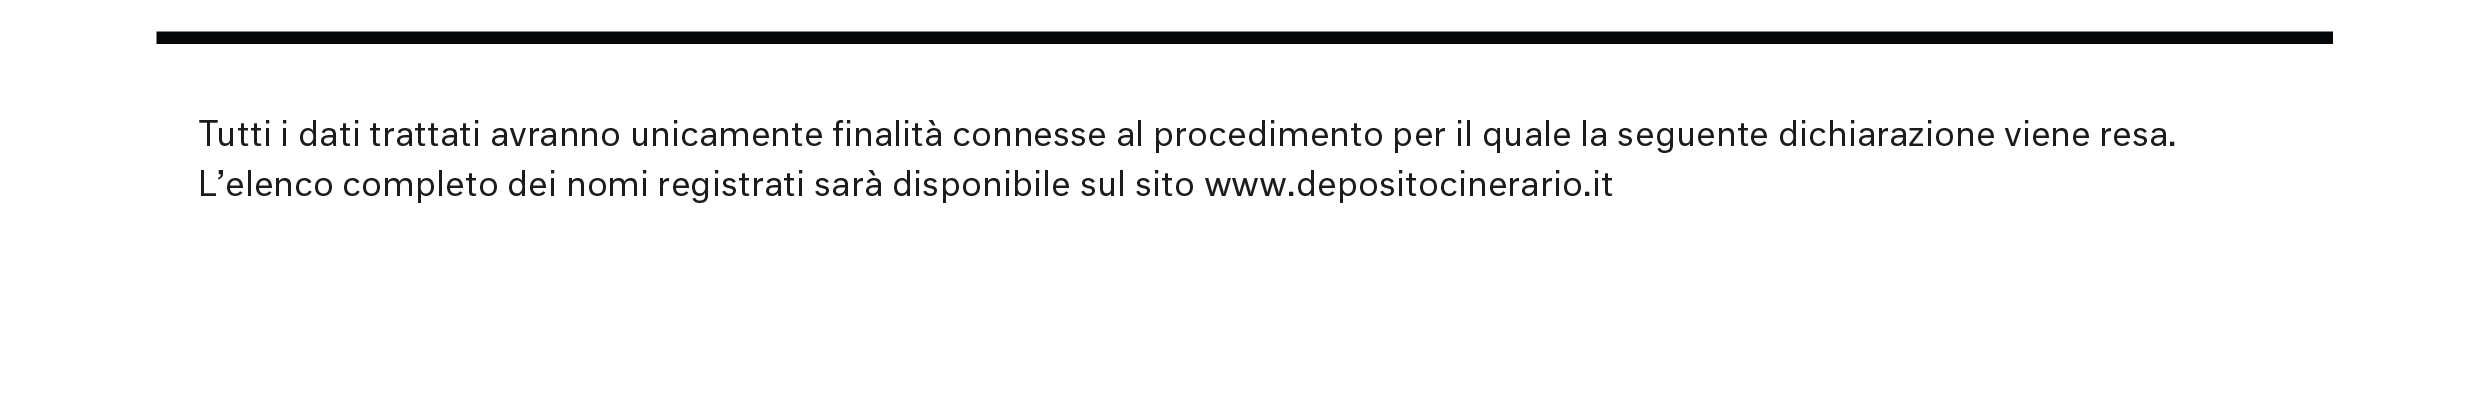 Tutti i dati trattati avranno unicamente finalità connesse al procedimento per il quale la seguente dichiarazione viene resa.
L’elenco completo dei nomi registrati sarà disponibile sul sito www.depositocinerario.it